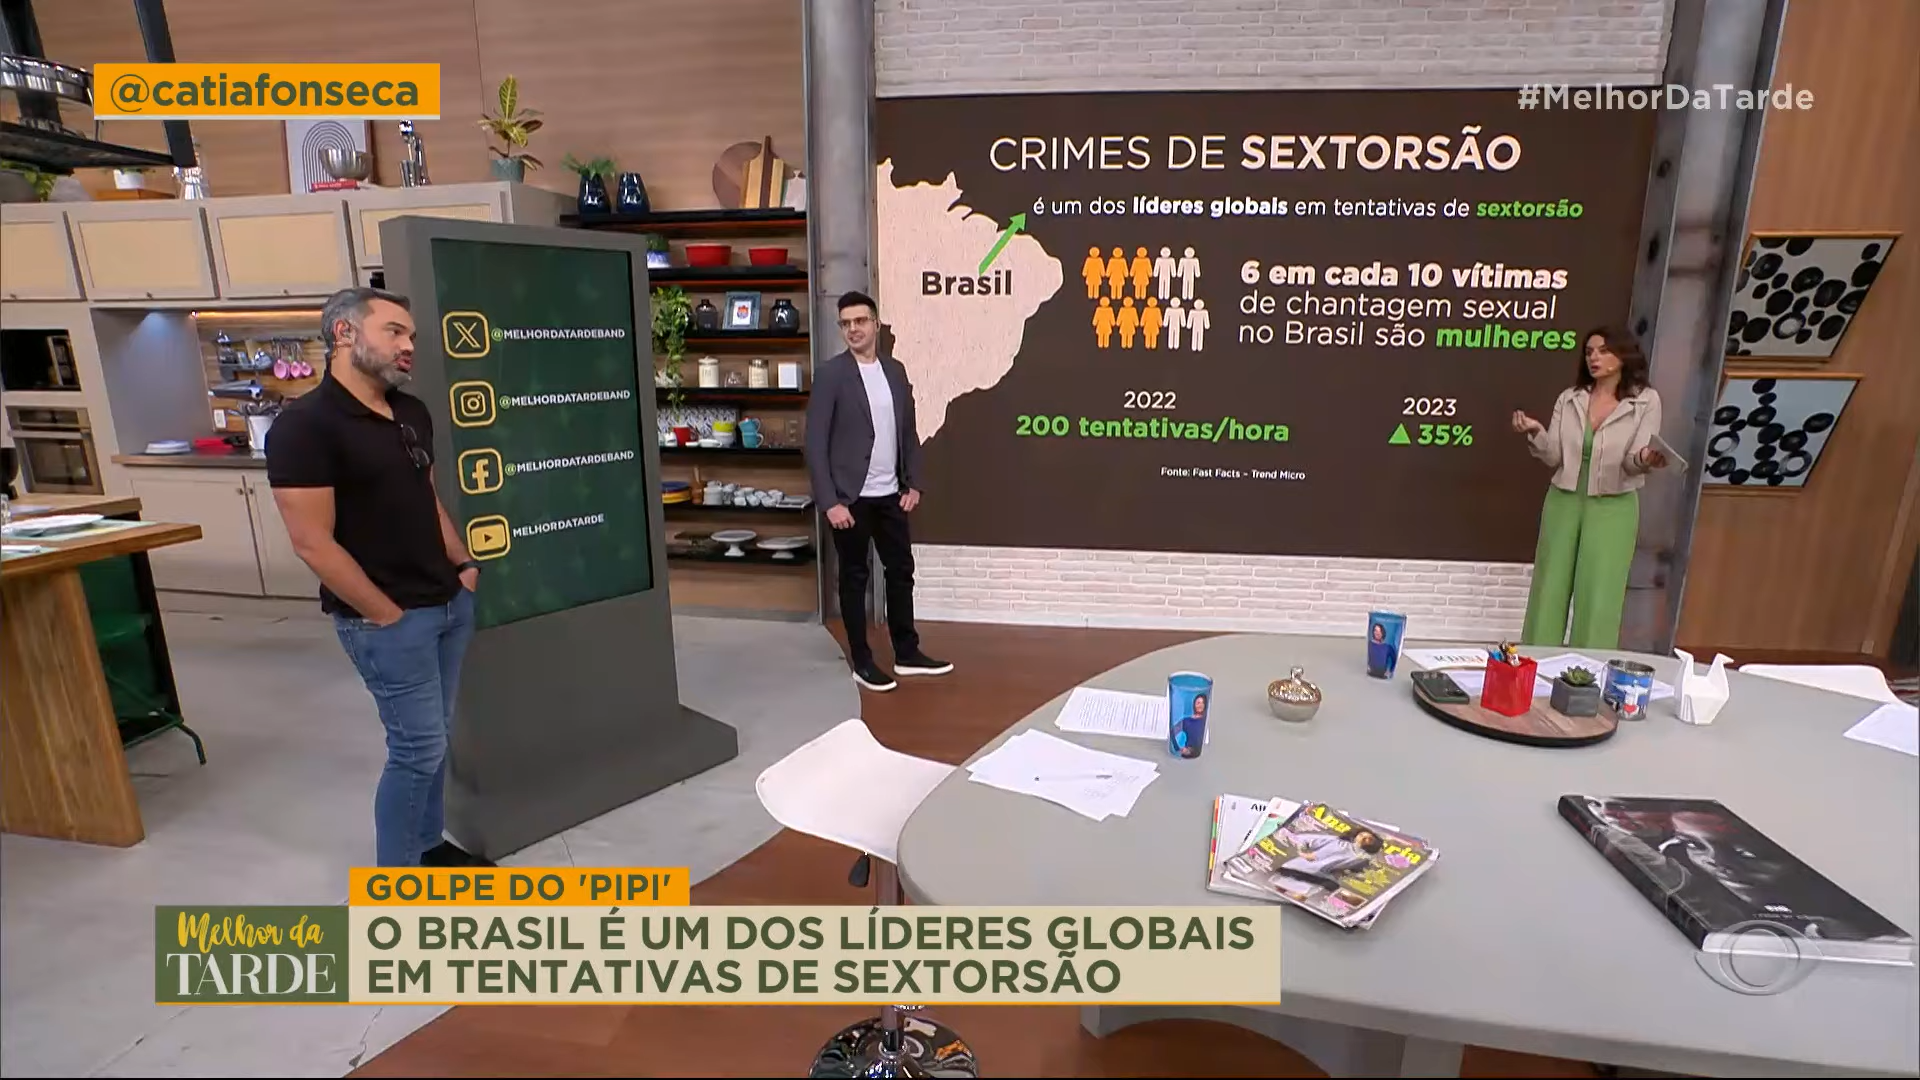 @catiafonseca
#MelhorDaTarde
CRIMES DE SEXTORSÃO
é um dos líderes globais em tentativas de sextorsão
Brasil
6 em cada 10 vítimas
de chantagem sexual
no Brasil são mulheres
2022
200 tentativas/hora
2023
35%
Fonte: Fast Facts - Trend Micro
@MELHORDATARDEBAND
@MELHORDATARDEBAND
@MELHORDATARDEBAND
MELHORDATARDE
GOLPE DO 'PIPI'
Melhor da
TARDE
O BRASIL É UM DOS LÍDERES GLOBAIS
EM TENTATIVAS DE SEXTORSÃO